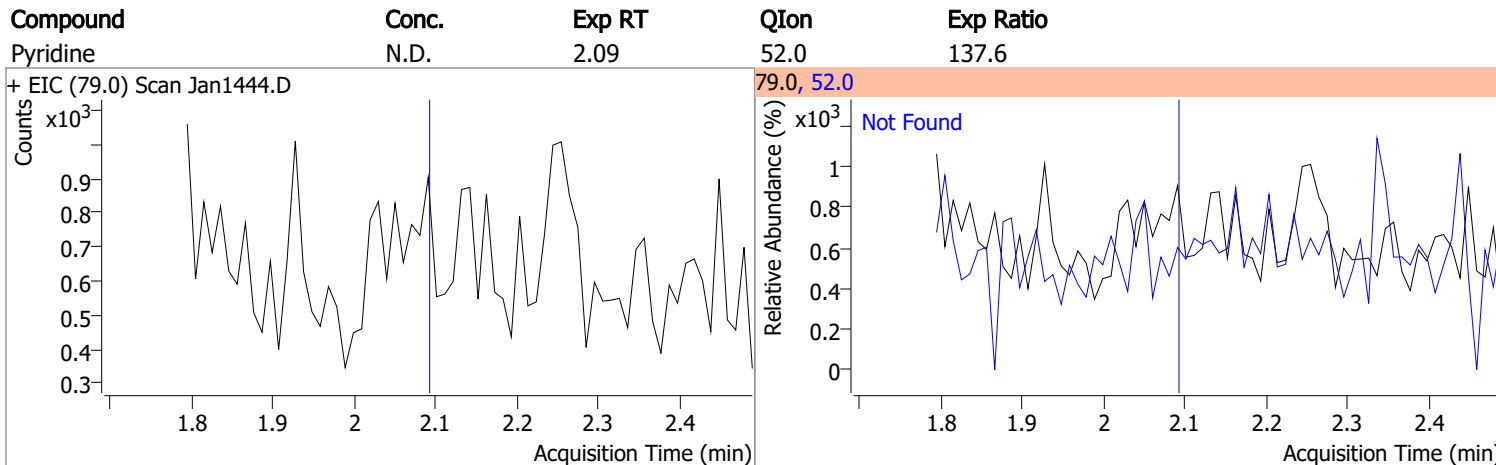 Compound Conc. Exp RT QIon Exp Ratio
Pyridine N.D. 2.09 52.0 137.6
+ EIC (79.0) Scan Jan1444.D
Counts
x10³
0.9
0.8
0.7
0.6
0.5
0.4
0.3
1.8 1.9 2 2.1 2.2 2.3 2.4
Acquisition Time (min)
79.0, 52.0
Relative Abundance (%)
x10³
Not Found
1
0.8
0.6
0.4
0.2
0
1.8 1.9 2 2.1 2.2 2.3 2.4
Acquisition Time (min)